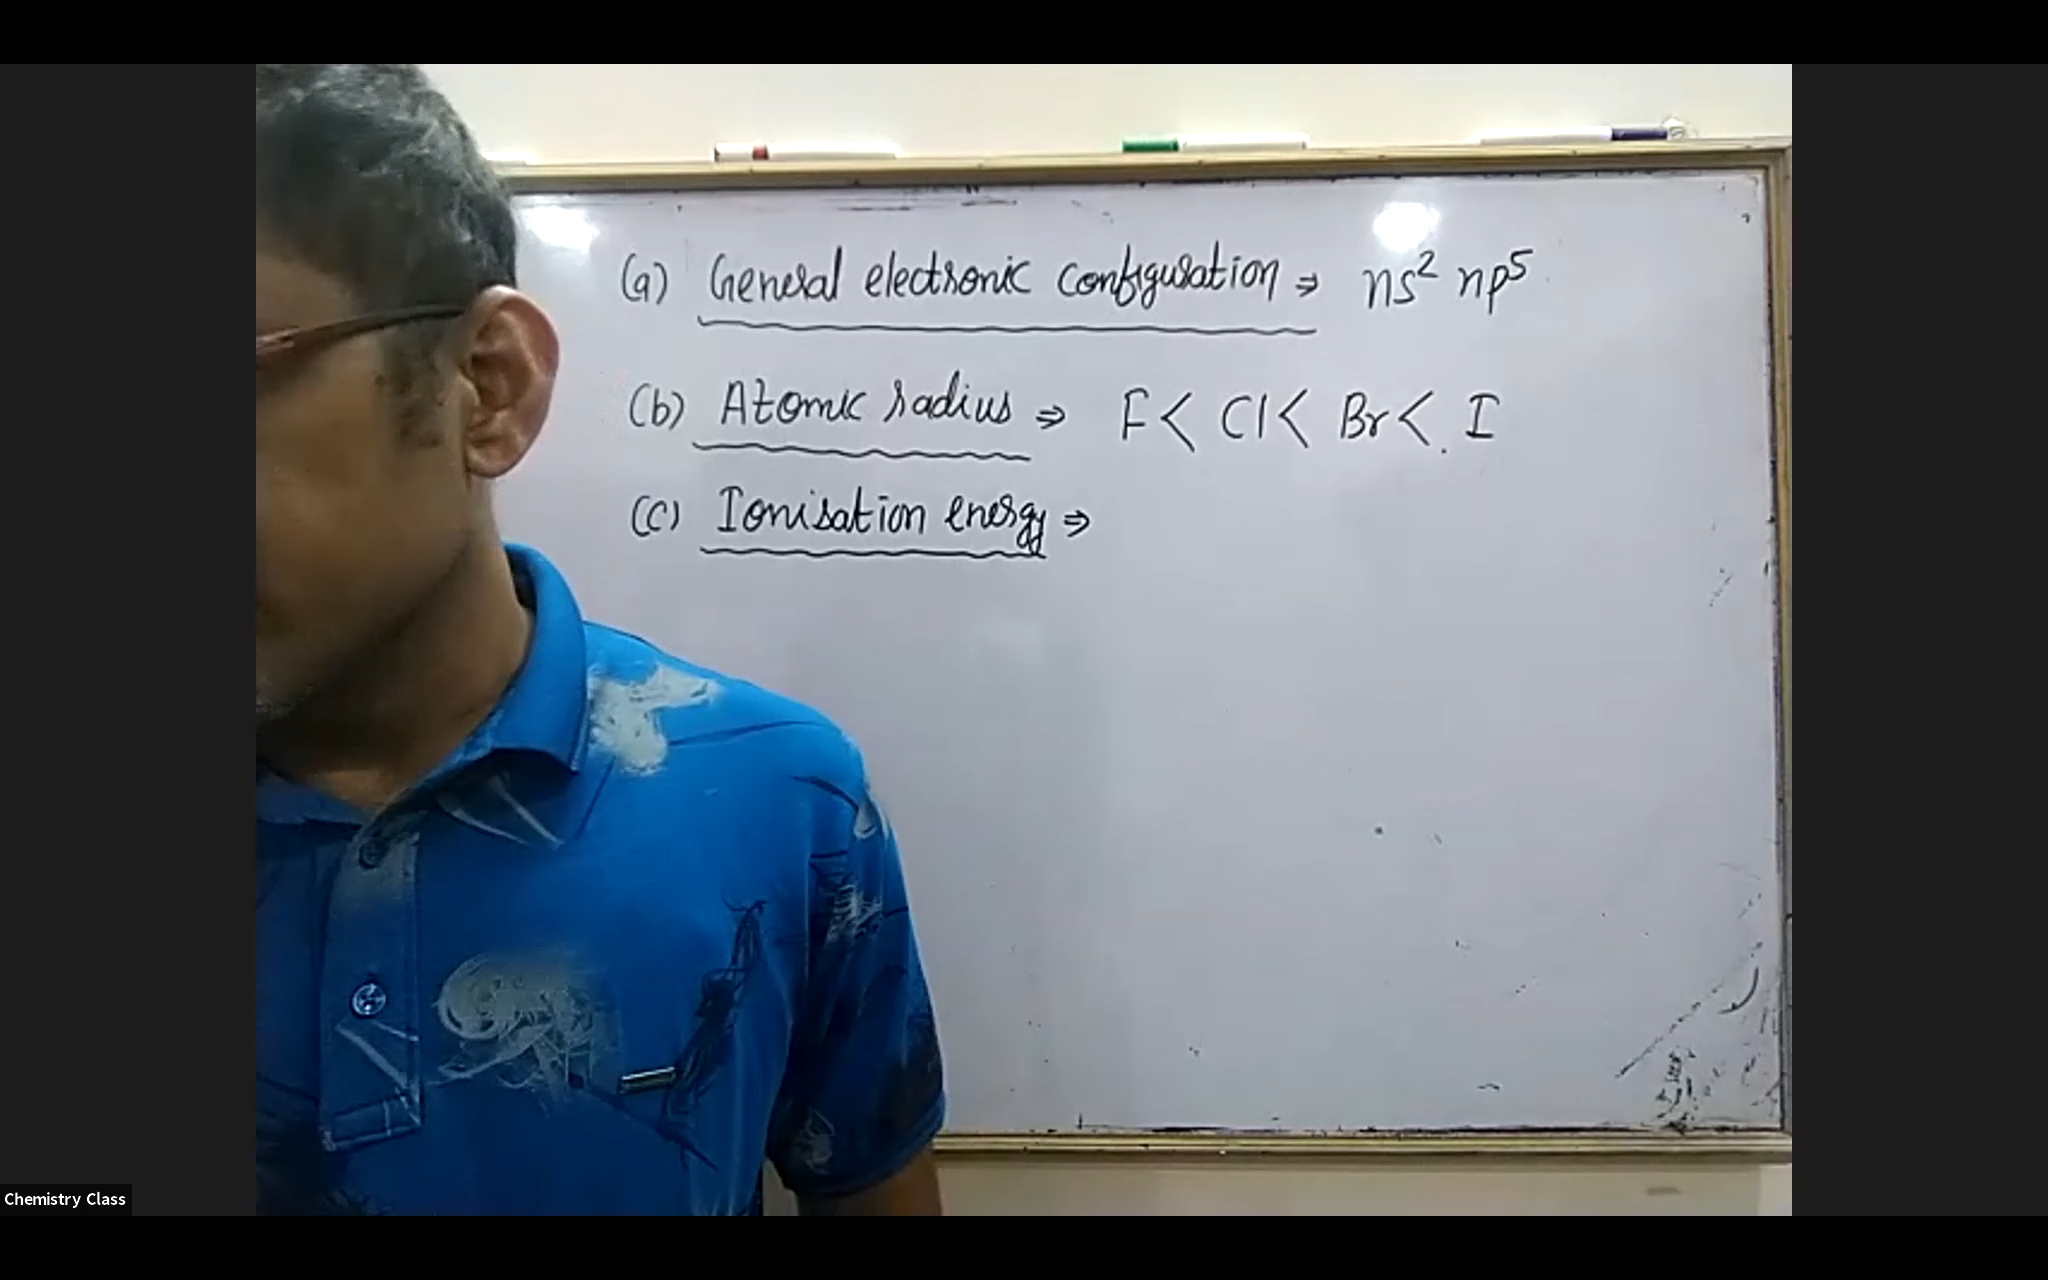 (a) General electronic configuration ⇒ ns² np⁵
(b) Atomic radius ⇒ F < Cl < Br < I
(c) Ionisation energy ⇒
Chemistry Class